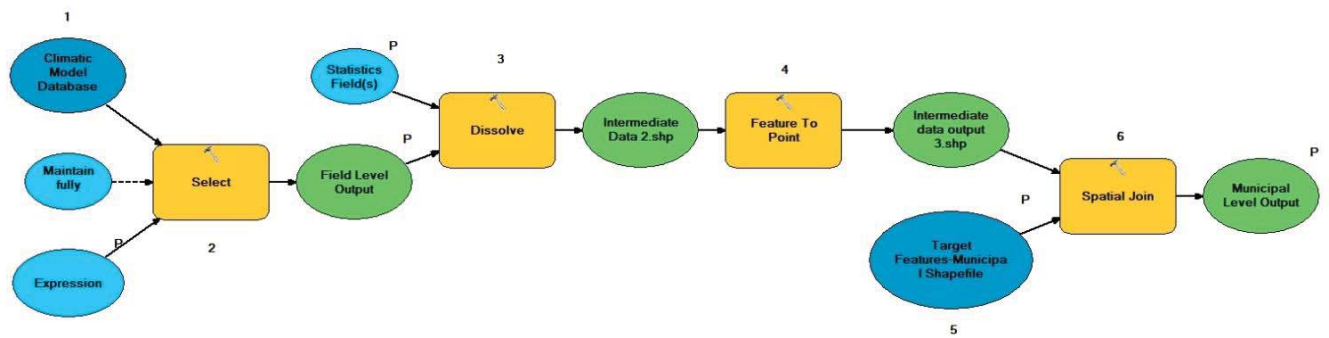 1
Climatic
Model
Database
Maintain
fully
P
Expression
Select
2
Field Level
Output
P
Statistics
Field(s)
P
3
Dissolve
Intermediate
Data 2.shp
4
Feature To
Point
Intermediate
data output
3.shp
P
Target
Features-Municipa
l Shapefile
5
6
Spatial Join
P
Municipal
Level Output